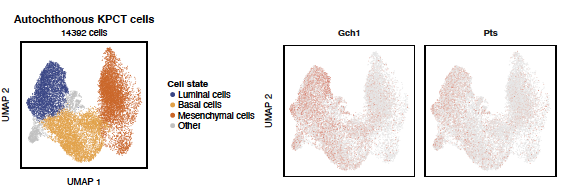 Autochthonous KPCT cells
14392 cells
UMAP 2
UMAP 1
Cell state
Luminal cells
Basal cells
Mesenchymal cells
Other
Gch1
Pts
UMAP 2